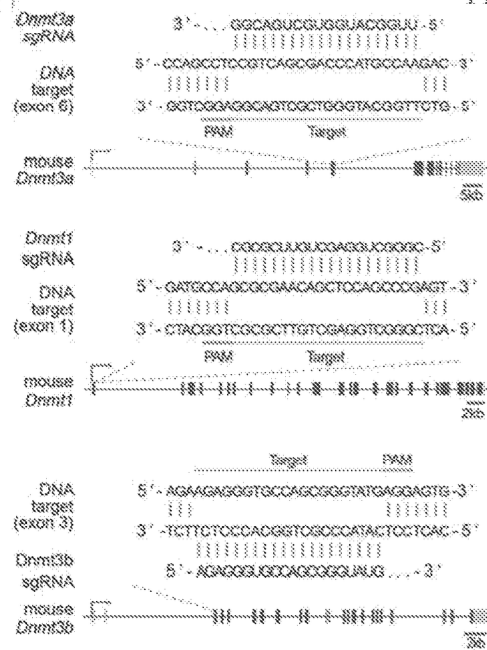 Dnmt3a 3'-...GGCAGUCGUGGUACGGUU-5'
sgRNA
DNA 5'-CCAGCCTCCGTCAGCGACCCATGCCAAGAC-3'
target
(exon 6) 3'-GGTCGGAGGCAGTCGCTGGGTACGGTTCTG-5'
PAM Target
mouse
Dnmt3a
5kb
Dnmt1 3'-...CGCGCUUGUCGAGGUCGGGC-5'
sgRNA
DNA 5'-GATGCCAGCGCGAACAGCTCCAGCCCGAGT-3'
target
(exon 1) 3'-CTACGGTCGCGCTTGTCGAGGTCGGGCTCA-5'
PAM Target
mouse
Dnmt1
2kb
Target PAM
DNA 5'-AGAAGAGGGTGCCAGCGGGTATGAGGAGTG-3'
target
(exon 3) 3'-TCTTCTCCCACGGTCGCCCATACTCCTCAC-5'
Dnmt3b 5'-AGAGGGUGCCAGCGGGUAUG...-3'
sgRNA
mouse
Dnmt3b
3b